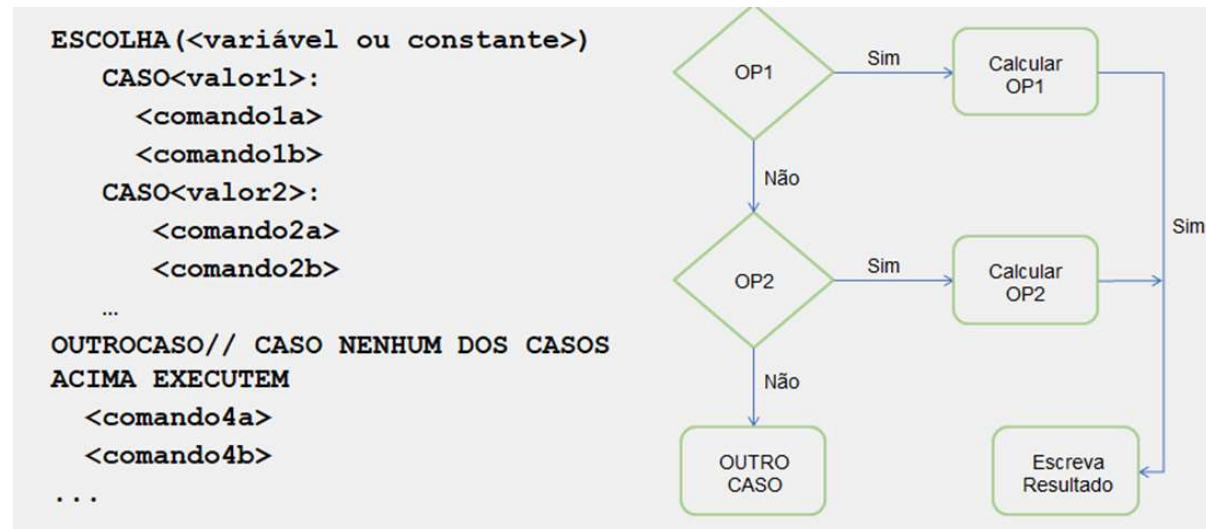 ESCOLHA(<variável ou constante>)
CASO<valor1>:
<comando1a>
<comando1b>
CASO<valor2>:
<comando2a>
<comando2b>
…
OUTROCASO// CASO NENHUM DOS CASOS
ACIMA EXECUTEM
<comando4a>
<comando4b>
...
OP1
Sim
Calcular
OP1
Não
Sim
OP2
Sim
Calcular
OP2
Não
OUTRO
CASO
Escreva
Resultado